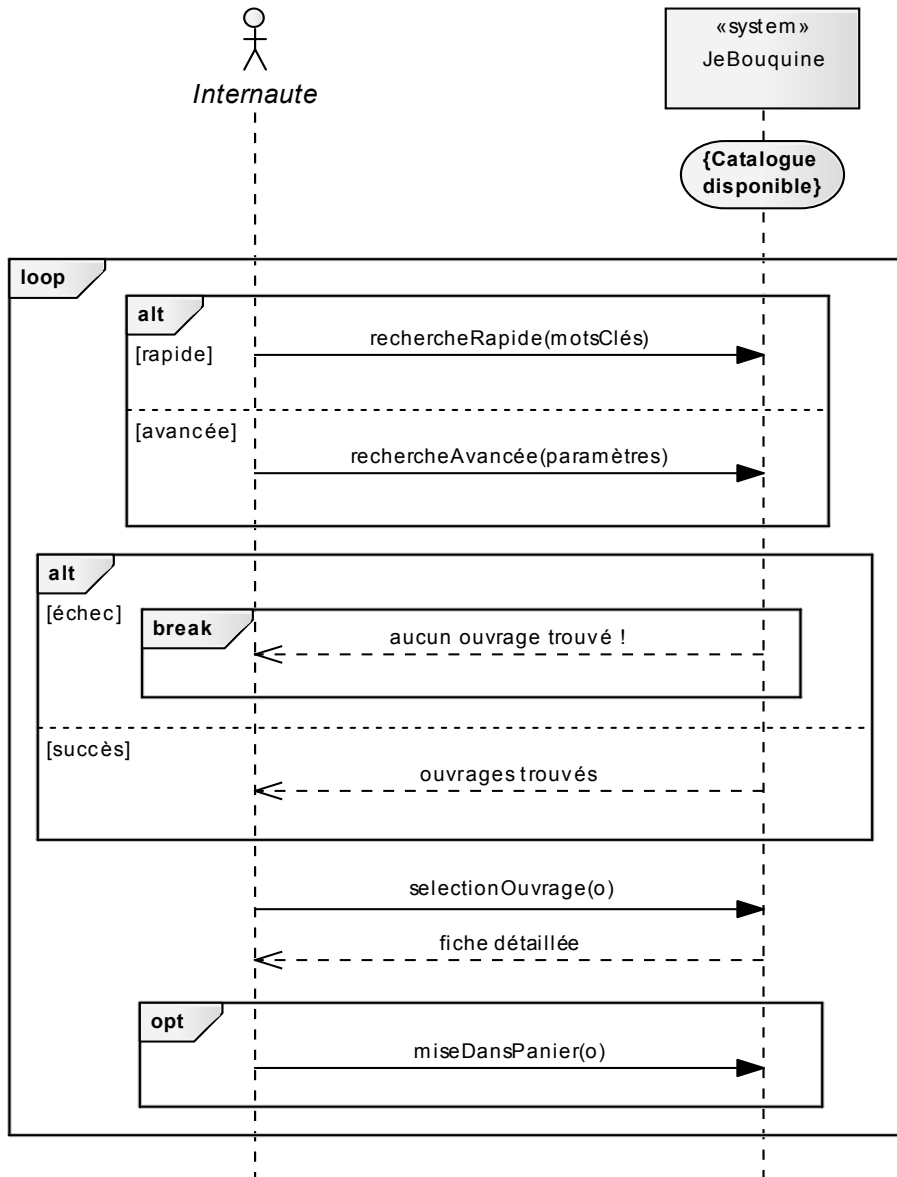 «system»
JeBouquine
Internaute
{Catalogue
disponible}
loop
alt
rechercheRapide(motsClés)
[rapide]
[avancée]
rechercheAvancée(paramètres)
alt
[échec]
break
aucun ouvrage trouvé !
[succès]
ouvrages trouvés
selectionOuvrage(o)
fiche détaillée
opt
miseDansPanier(o)